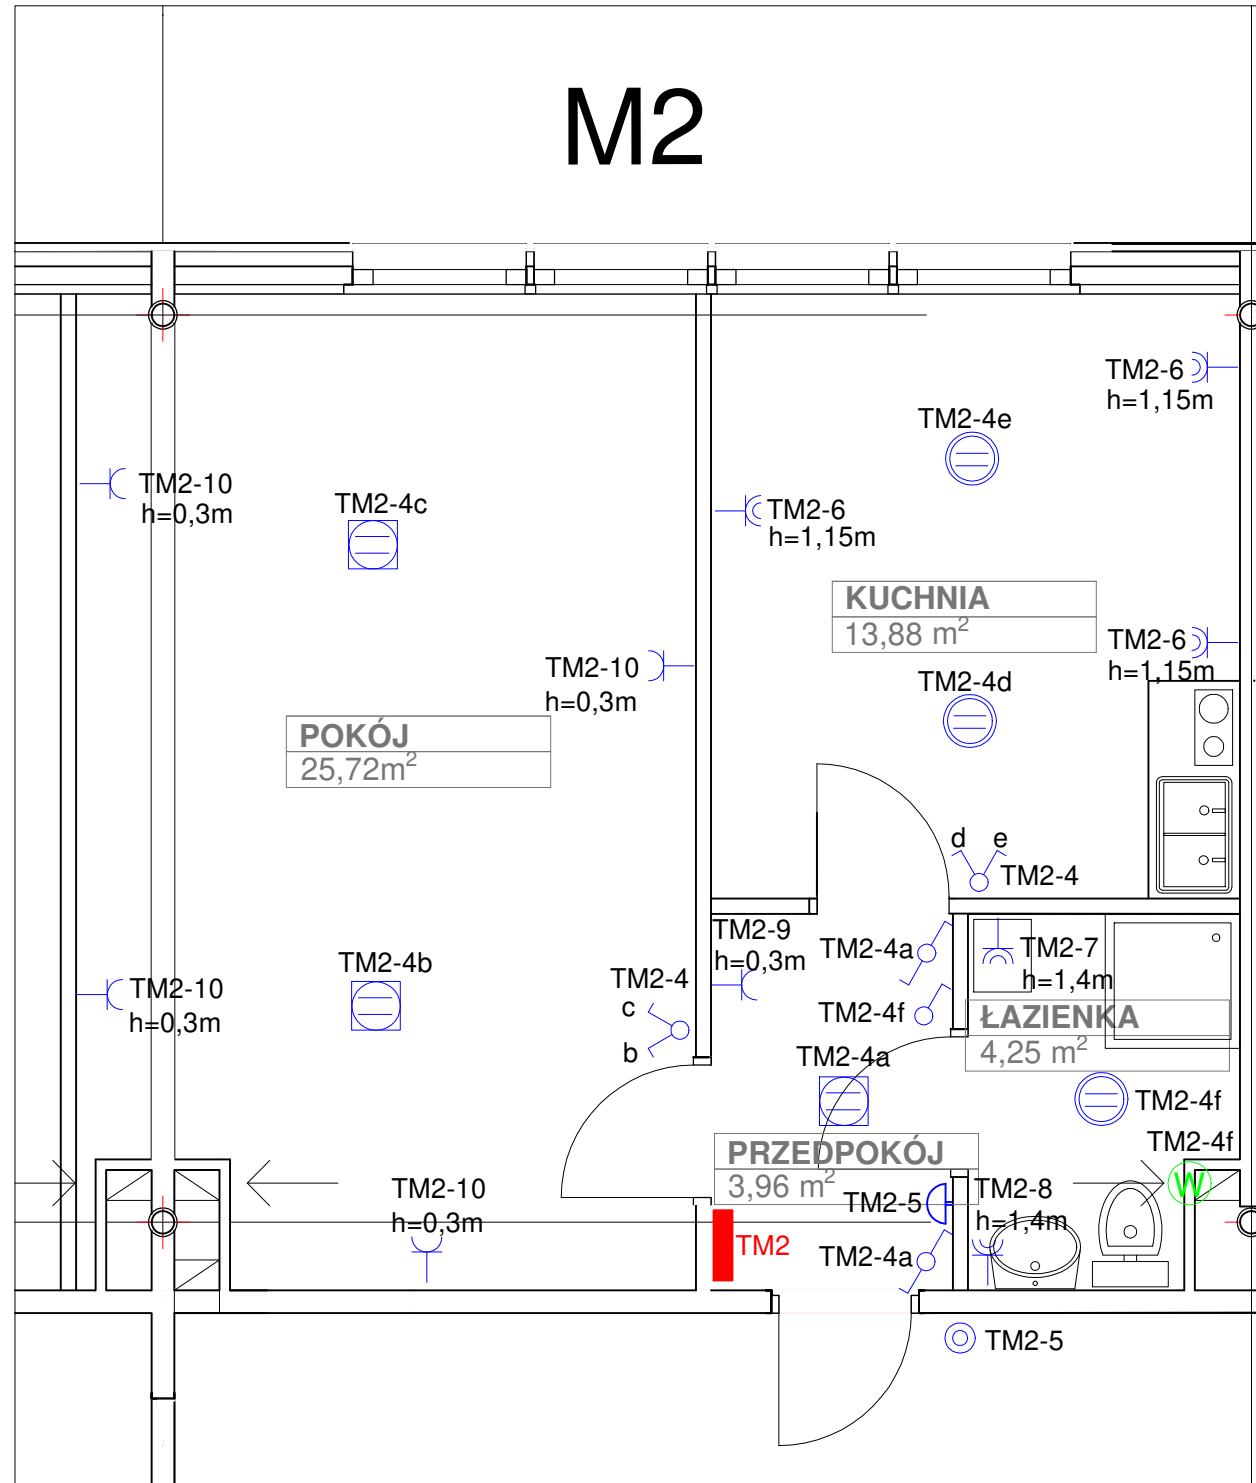 M2
TM2-6
h=1,15m
TM2-4e
TM2-10
h=0,3m
TM2-4c
TM2-6
h=1,15m
KUCHNIA
13,88 m²
TM2-6
h=1,15m
TM2-10
h=0,3m
TM2-4d
POKÓJ
25,72m²
d e
TM2-4
TM2-9
h=0,3m
TM2-4a
TM2-7
h=1,4m
TM2-4b
TM2-4
c
b
TM2-10
h=0,3m
TM2-4f
ŁAZIENKA
4,25 m²
TM2-4a
TM2-4f
TM2-4f
W
PRZEDPOKÓJ
3,96 m²
TM2-10
h=0,3m
TM2-5
TM2-8
h=1,4m
TM2
TM2-4a
TM2-5